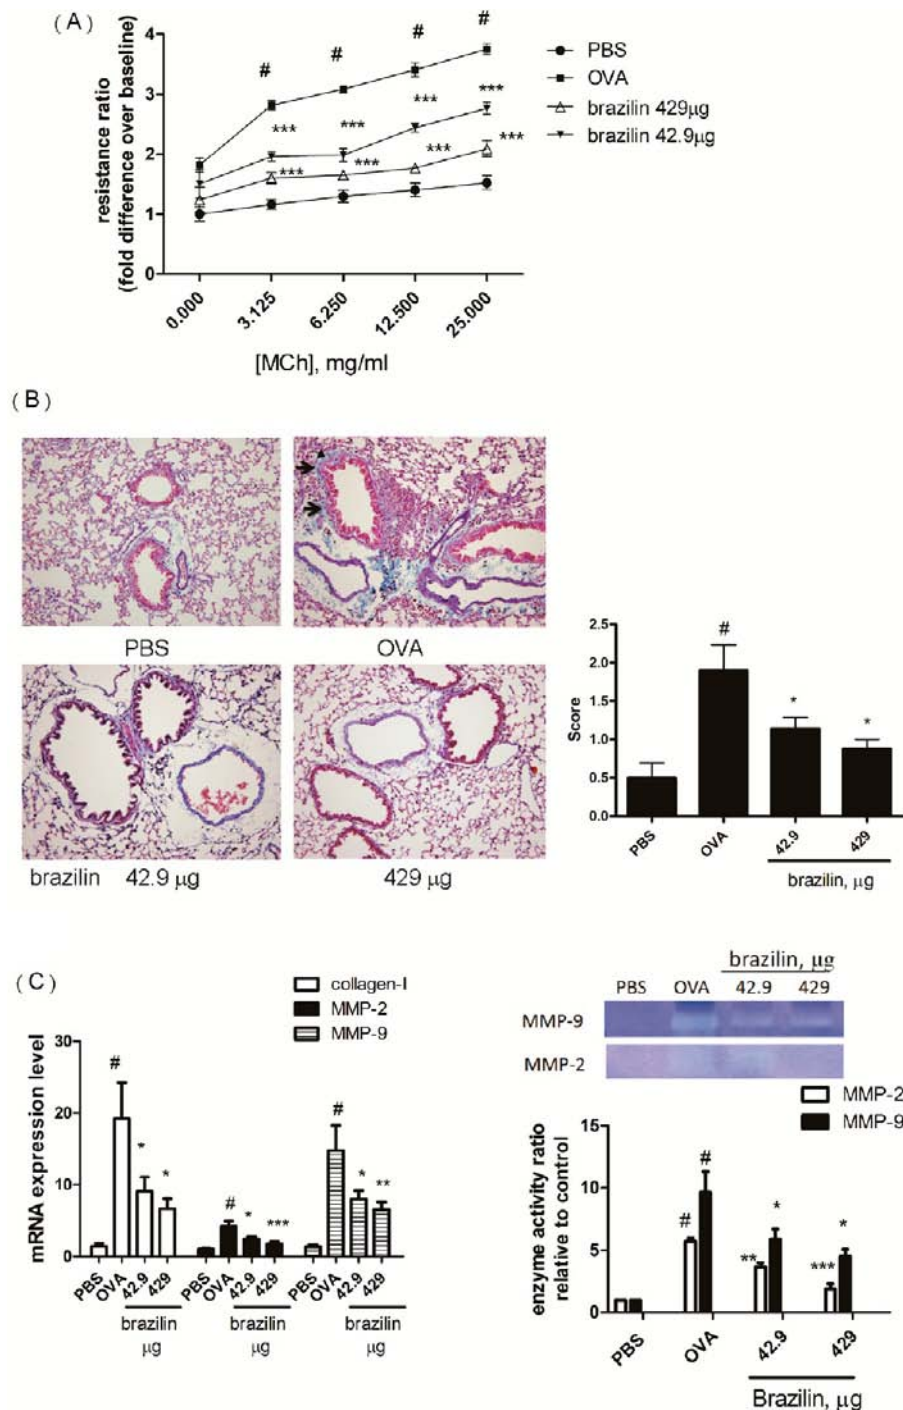 (A)
resistance ratio
(fold difference over baseline)
4
3
2
1
0
# # # # #
*** *** *** ***
*** *** *** ***
0.000 3.125 6.250 12.500 25.000
[MCh], mg/ml
PBS
OVA
brazilin 429μg
brazilin 42.9μg
(B)
PBS OVA
brazilin 42.9 μg 429 μg
Score
2.5
2.0
1.5
1.0
0.5
0.0
# * *
PBS OVA 42.9 429
brazilin, μg
(C)
collagen-I
MMP-2
MMP-9
mRNA expression level
30
20
10
0
# * * # * *** # * **
PBS OVA 42.9 429 PBS OVA 42.9 429 PBS OVA 42.9 429
brazilin brazilin brazilin
μg μg μg
brazilin, μg
PBS OVA 42.9 429
MMP-9
MMP-2
MMP-2
MMP-9
enzyme activity ratio
relative to control
15
10
5
0
# # ** * *** *
PBS OVA 42.9 429
Brazilin, μg